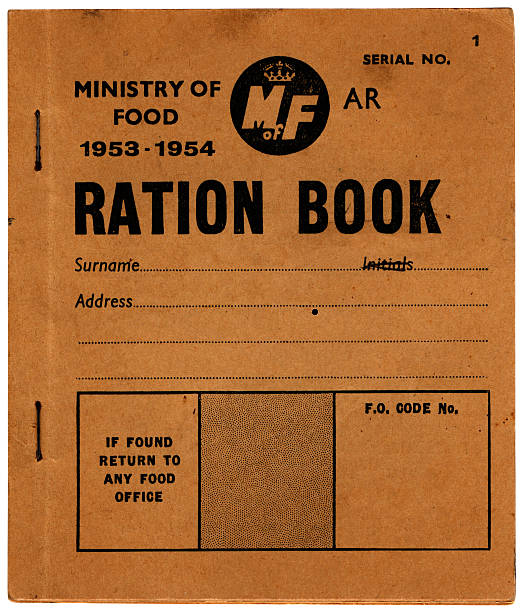 1
SERIAL NO.
MINISTRY OF
FOOD
1953-1954
M of F
AR
RATION BOOK
Surname
Initials
Address
IF FOUND
RETURN TO
ANY FOOD
OFFICE
F.O. CODE No.